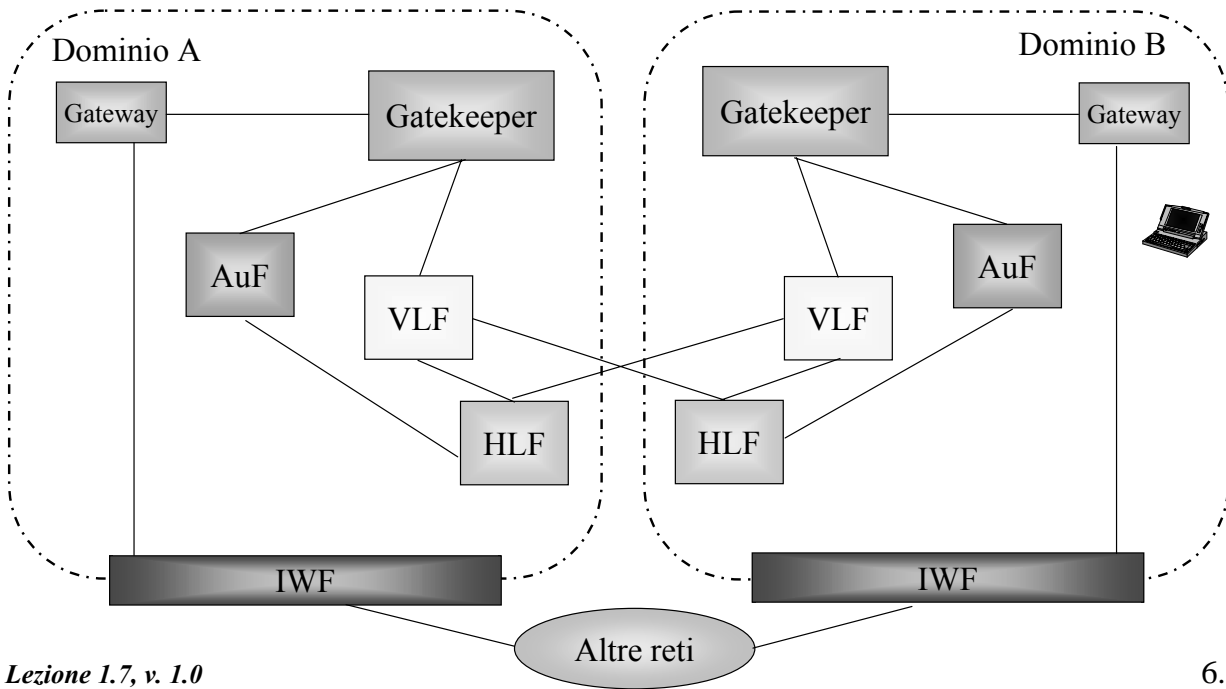 Dominio A
Gateway
Gatekeeper
AuF
VLF
HLF
IWF
Dominio B
Gatekeeper
Gateway
AuF
VLF
HLF
IWF
Altre reti
Lezione 1.7, v. 1.0
6.